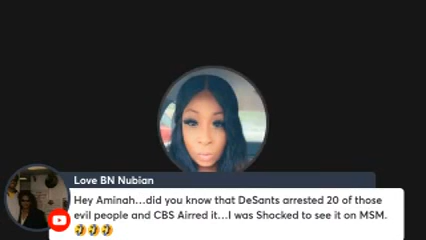 Love BN Nubian
Hey Aminah...did you know that DeSants arrested 20 of those
evil people and CBS Airred it...I was Shocked to see it on MSM.
🤣🤣🤣